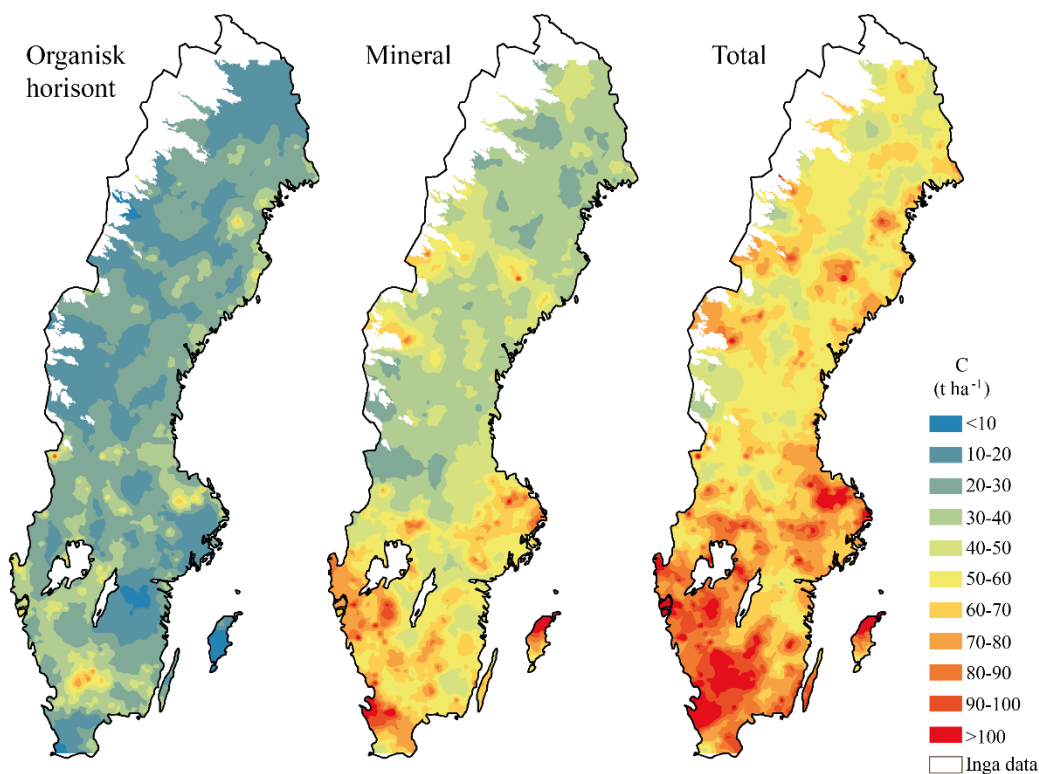 Organisk
horisont
Mineral
Total
C
(t ha⁻¹)
<10
10-20
20-30
30-40
40-50
50-60
60-70
70-80
80-90
90-100
>100
Inga data